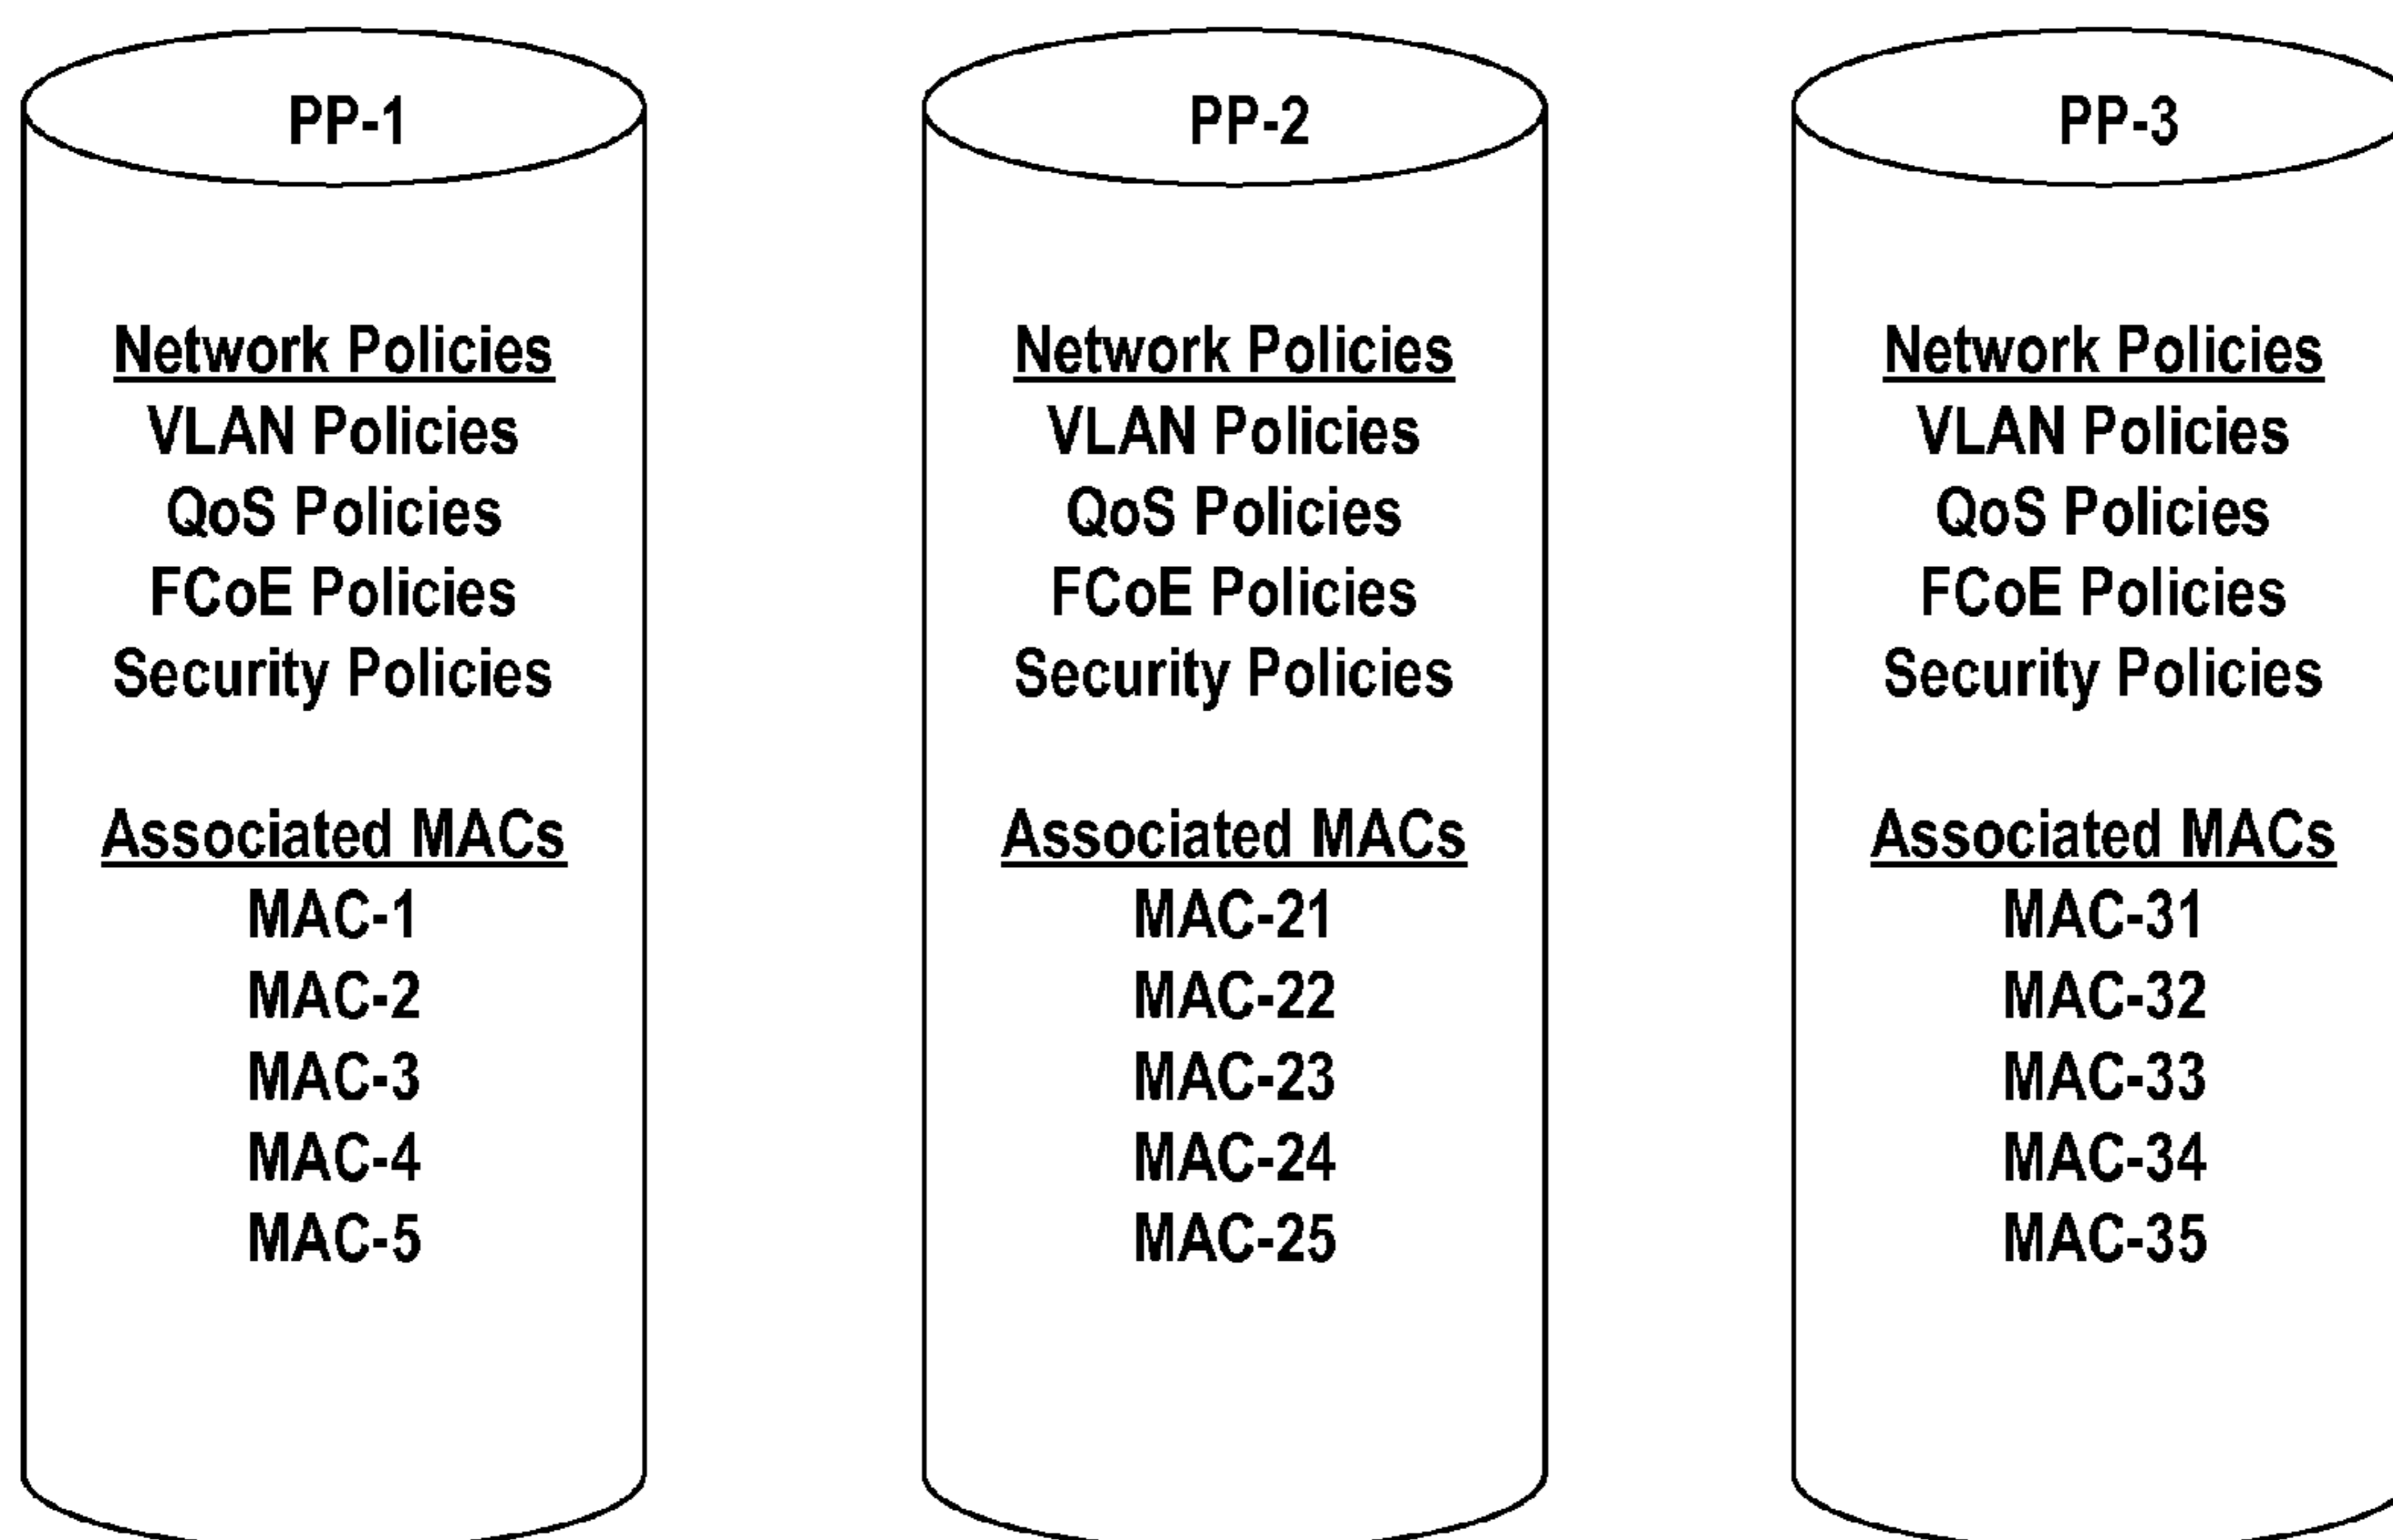 PP-1
Network Policies
VLAN Policies
QoS Policies
FCoE Policies
Security Policies
Associated MACs
MAC-1
MAC-2
MAC-3
MAC-4
MAC-5
PP-2
Network Policies
VLAN Policies
QoS Policies
FCoE Policies
Security Policies
Associated MACs
MAC-21
MAC-22
MAC-23
MAC-24
MAC-25
PP-3
Network Policies
VLAN Policies
QoS Policies
FCoE Policies
Security Policies
Associated MACs
MAC-31
MAC-32
MAC-33
MAC-34
MAC-35